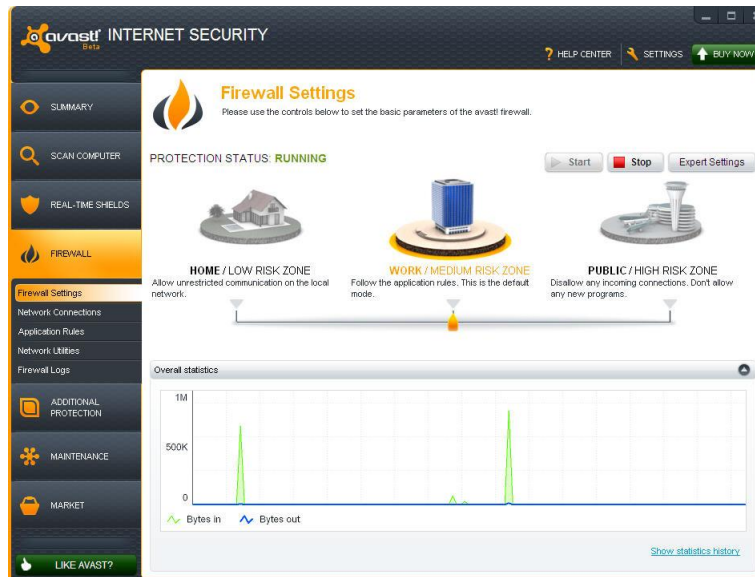 avast! INTERNET SECURITY
Beta
HELP CENTER
SETTINGS
BUY NOW
SUMMARY
SCAN COMPUTER
REAL-TIME SHIELDS
FIREWALL
Firewall Settings
Network Connections
Application Rules
Network Utilities
Firewall Logs
ADDITIONAL
PROTECTION
MAINTENANCE
MARKET
LIKE AVAST?
Firewall Settings
Please use the controls below to set the basic parameters of the avast! firewall.
PROTECTION STATUS: RUNNING
Start
Stop
Expert Settings
HOME / LOW RISK ZONE
Allow unrestricted communication on the local
network.
WORK / MEDIUM RISK ZONE
Follow the application rules. This is the default
mode.
PUBLIC / HIGH RISK ZONE
Disallow any incoming connections. Don't allow
any new programs.
Overall statistics
1M
500K
0
Bytes in
Bytes out
Show statistics history